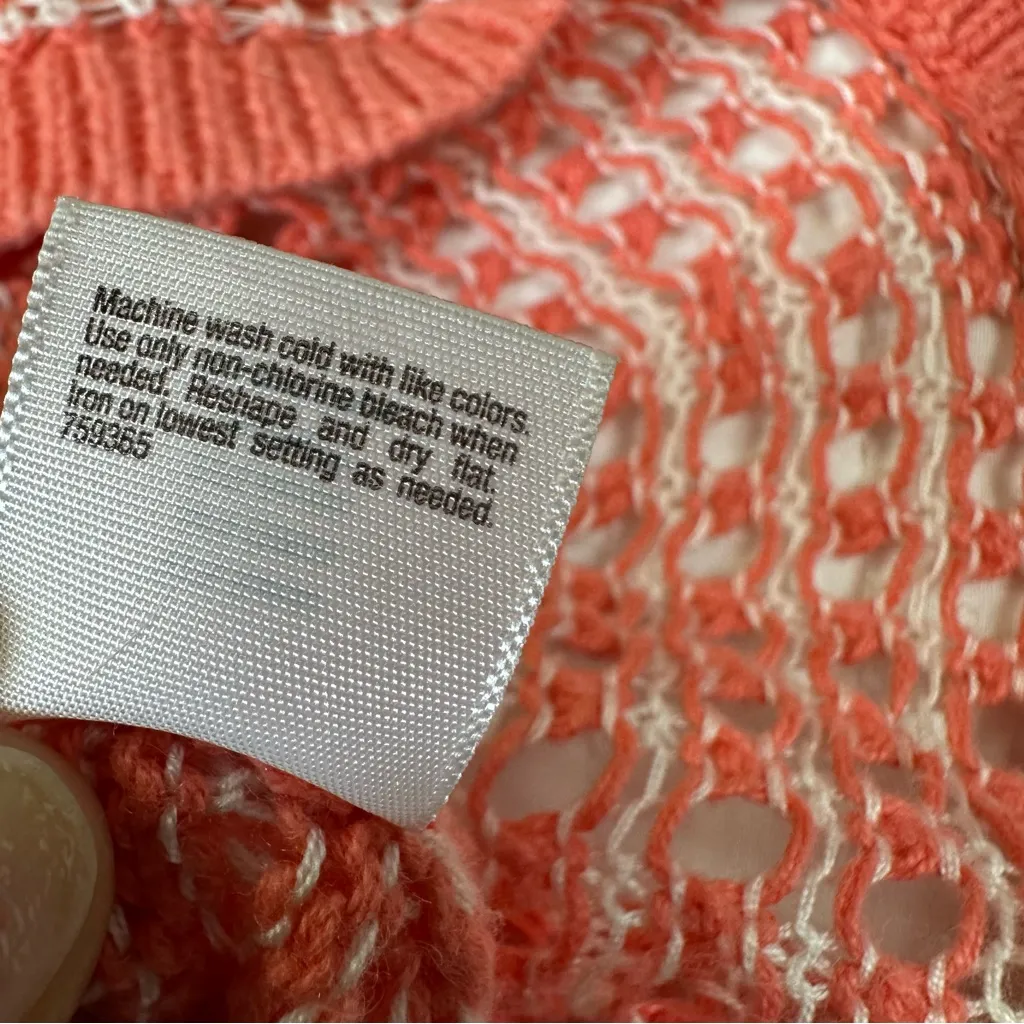 Machine wash cold with like colors.
Use only non-chlorine bleach when
needed. Reshape and dry flat.
Iron on lowest setting as needed.
759365